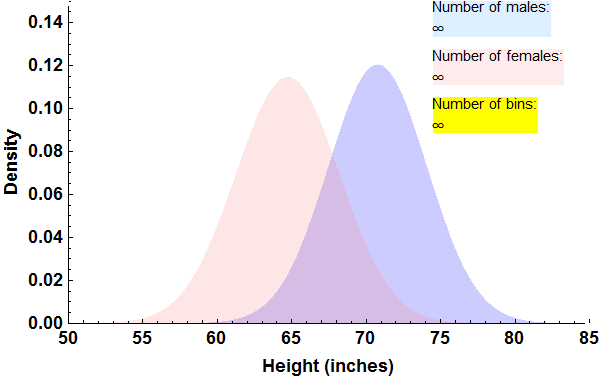 Number of males:
∞
Number of females:
∞
Number of bins:
∞
0.14
0.12
0.10
0.08
0.06
0.04
0.02
0.00
Density
50 55 60 65 70 75 80 85
Height (inches)